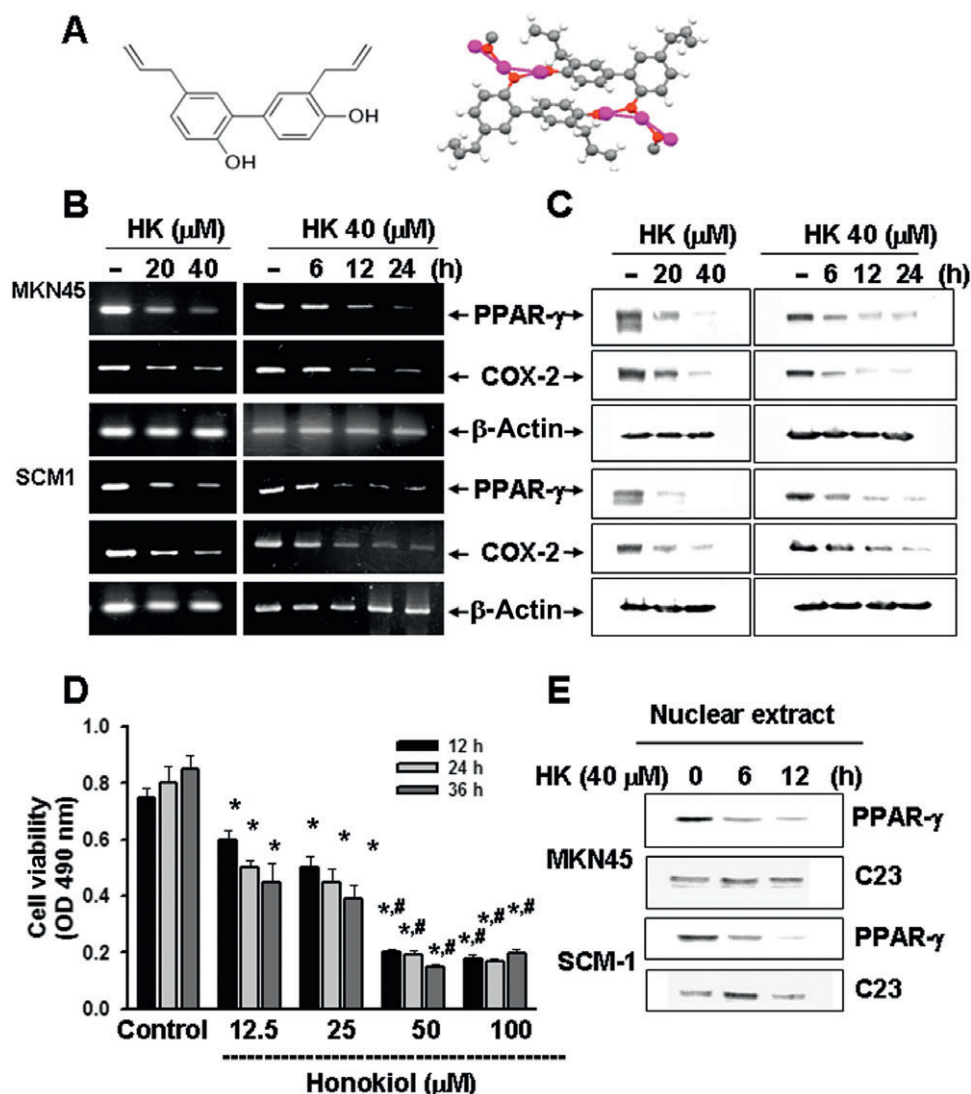 A
OH
OH
B
HK (μM)
HK 40 (μM)
– 20 40
– 6 12 24 (h)
MKN45
PPAR-γ
COX-2
β-Actin
SCM1
PPAR-γ
COX-2
β-Actin
C
HK (μM)
HK 40 (μM)
– 20 40
– 6 12 24 (h)
D
Cell viability
(OD 490 nm)
1.0
0.8
0.6
0.4
0.2
0.0
12 h
24 h
36 h
* * * * * *
*,# *,# *,# *,# *,# *,#
Control 12.5 25 50 100
Honokiol (μM)
E
Nuclear extract
HK (40 μM) 0 6 12 (h)
MKN45
PPAR-γ
C23
SCM-1
PPAR-γ
C23